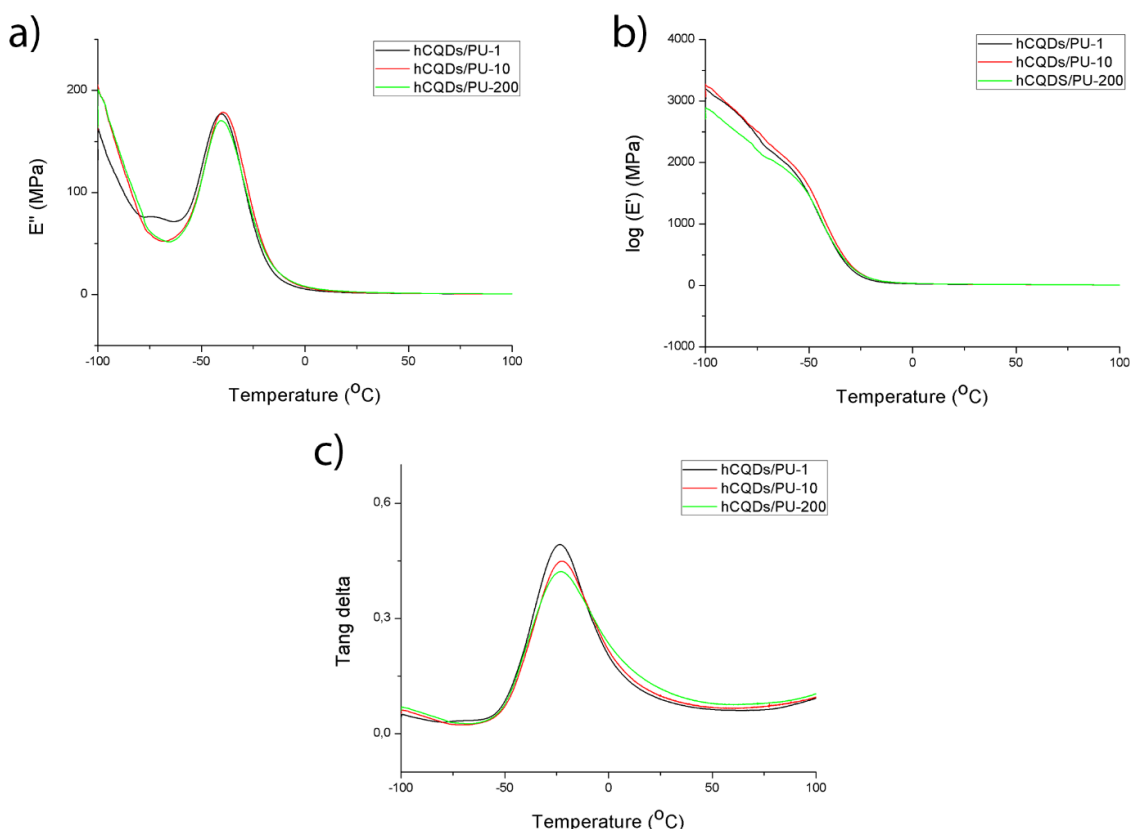 a)
hCQDs/PU-1
hCQDs/PU-10
hCQDs/PU-200
200
100
0
E'' (MPa)
-100
-50
0
50
100
Temperature (°C)
b)
hCQDs/PU-1
hCQDs/PU-10
hCQDS/PU-200
4000
3000
2000
1000
0
-1000
log (E') (MPa)
-100
-50
0
50
100
Temperature (°C)
c)
hCQDs/PU-1
hCQDs/PU-10
hCQDs/PU-200
0,6
0,3
0,0
Tang delta
-100
-50
0
50
100
Temperature (°C)